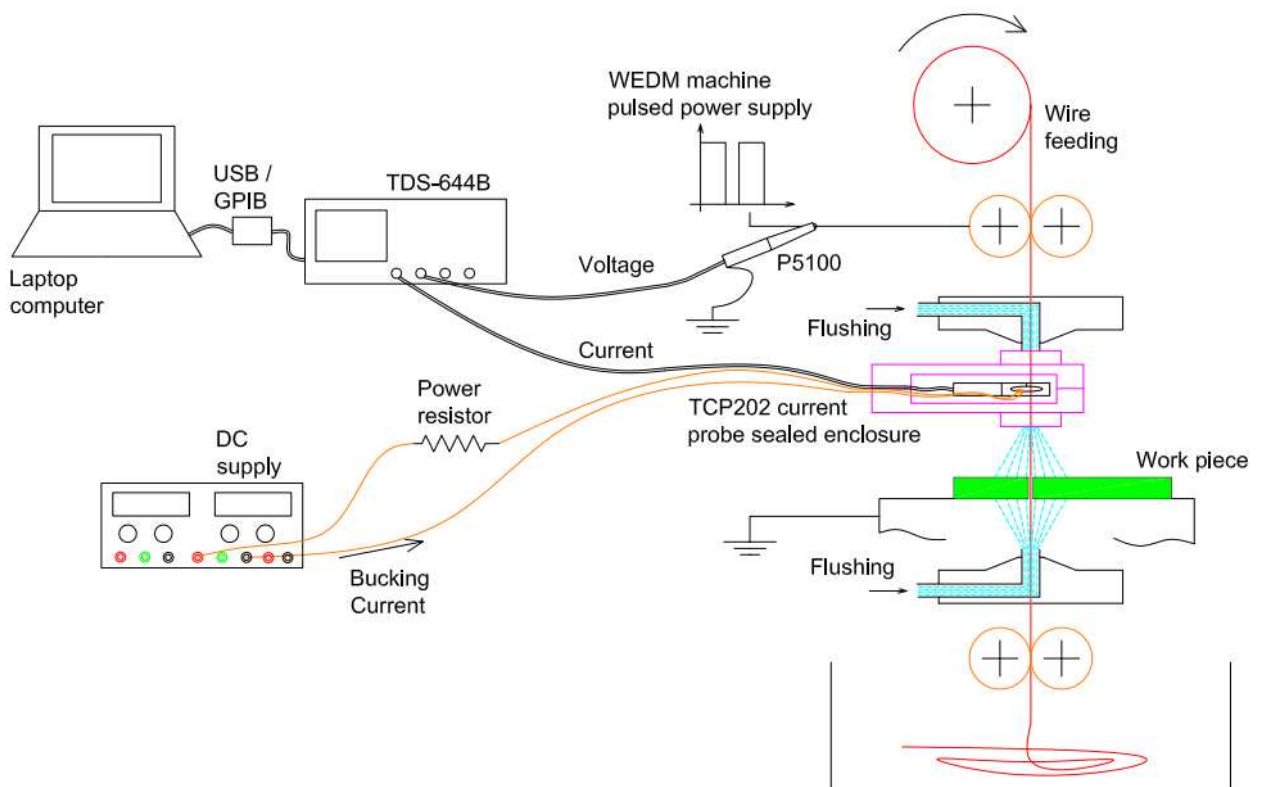 WEDM machine
pulsed power supply
Wire
feeding
USB /
GPIB
TDS-644B
Laptop
computer
Voltage
P5100
Flushing
Current
Power
resistor
TCP202 current
probe sealed enclosure
DC
supply
Work piece
Bucking
Current
Flushing